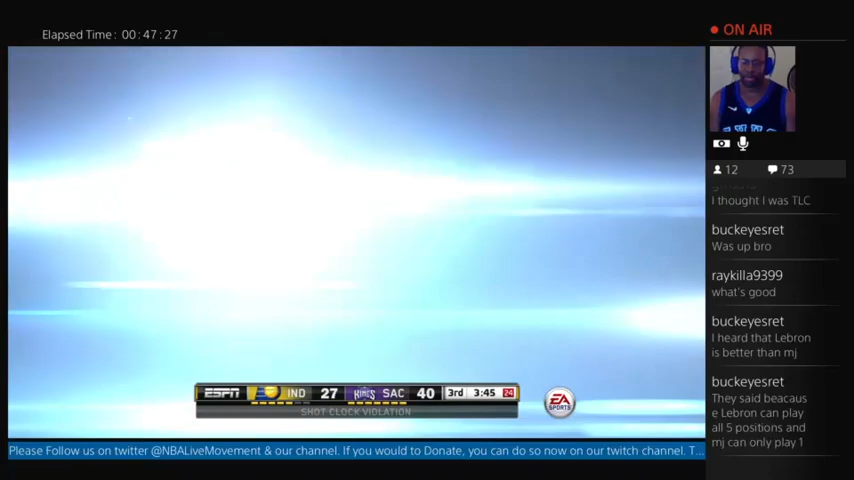 Elapsed Time: 00:47:27
ON AIR
12
73
I thought I was TLC
buckeyesret
Was up bro
raykilla9399
what's good
buckeyesret
I heard that Lebron
is better than mj
buckeyesret
They said beacaus
e Lebron can play
all 5 positions and
mj can only play 1
ESPN IND 27 KINGS SAC 40 3rd 3:45 24
SHOT CLOCK VIOLATION
EA
SPORTS
Please Follow us on twitter @NBALiveMovement & our channel. If you would to Donate, you can do so now on our twitch channel. T...